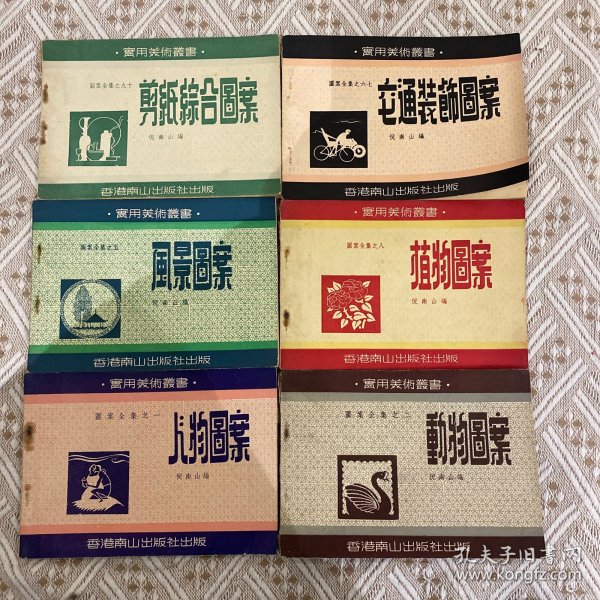 ·實用美術叢書·
圖案全集之九十
剪紙綜合圖案
倪南山編
香港南山出版社出版
·實用美術叢書·
圖案全集之六七
交通裝飾圖案
倪南山編
香港南山出版社出版
·實用美術叢書·
圖案全集之五
風景圖案
倪南山編
香港南山出版社出版
·實用美術叢書·
圖案全集之八
植物圖案
倪南山編
香港南山出版社出版
·實用美術叢書·
圖案全集之一
人物圖案
倪南山編
香港南山出版社出版
·實用美術叢書·
圖案全集之二
動物圖案
倪南山編
香港南山出版社出版
孔夫子旧书网
www.kongfz.com